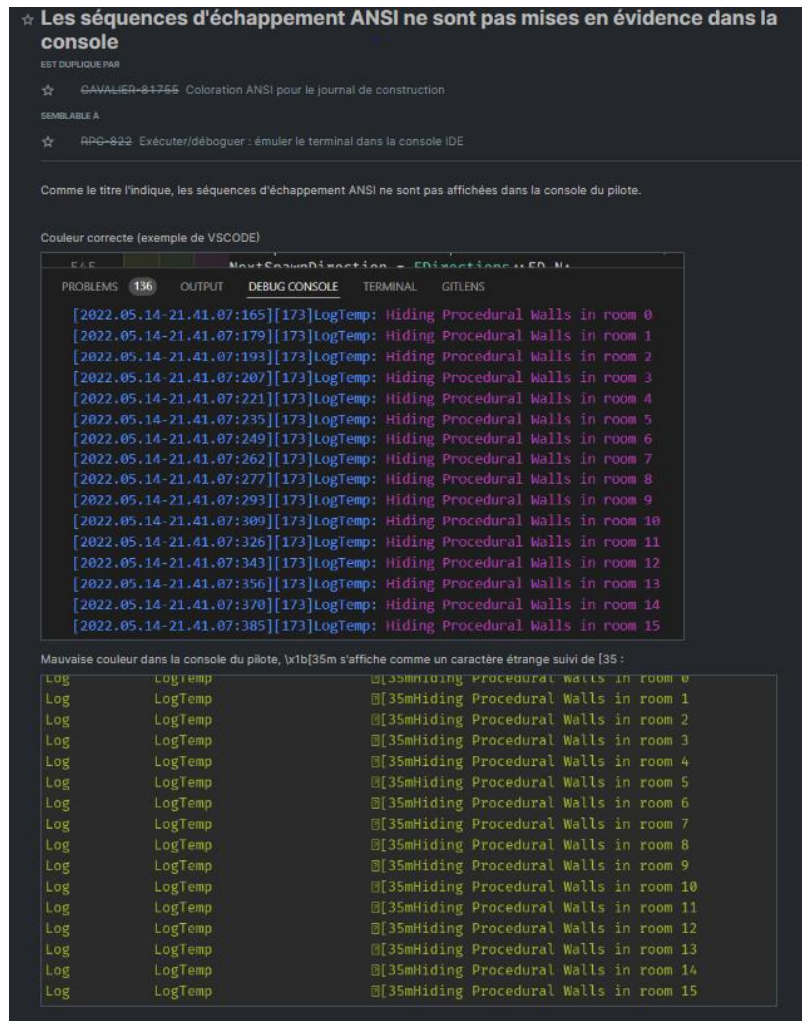 Les séquences d'échappement ANSI ne sont pas mises en évidence dans la
console
EST DUPLIQUE PAR
CAVALIER-81755 Coloration ANSI pour le journal de construction
SEMBLABLE À
RPG-822 Exécuter/déboguer : émuler le terminal dans la console IDE
Comme le titre l'indique, les séquences d'échappement ANSI ne sont pas affichées dans la console du pilote.
Couleur correcte (exemple de VSCODE)
NextSpawnDirection = EDirections::ED_N;
PROBLEMS 136 OUTPUT DEBUG CONSOLE TERMINAL GITLENS
[2022.05.14-21.41.07:165][173]LogTemp: Hiding Procedural Walls in room 0
[2022.05.14-21.41.07:179][173]LogTemp: Hiding Procedural Walls in room 1
[2022.05.14-21.41.07:193][173]LogTemp: Hiding Procedural Walls in room 2
[2022.05.14-21.41.07:207][173]LogTemp: Hiding Procedural Walls in room 3
[2022.05.14-21.41.07:221][173]LogTemp: Hiding Procedural Walls in room 4
[2022.05.14-21.41.07:235][173]LogTemp: Hiding Procedural Walls in room 5
[2022.05.14-21.41.07:249][173]LogTemp: Hiding Procedural Walls in room 6
[2022.05.14-21.41.07:262][173]LogTemp: Hiding Procedural Walls in room 7
[2022.05.14-21.41.07:277][173]LogTemp: Hiding Procedural Walls in room 8
[2022.05.14-21.41.07:293][173]LogTemp: Hiding Procedural Walls in room 9
[2022.05.14-21.41.07:309][173]LogTemp: Hiding Procedural Walls in room 10
[2022.05.14-21.41.07:326][173]LogTemp: Hiding Procedural Walls in room 11
[2022.05.14-21.41.07:343][173]LogTemp: Hiding Procedural Walls in room 12
[2022.05.14-21.41.07:356][173]LogTemp: Hiding Procedural Walls in room 13
[2022.05.14-21.41.07:370][173]LogTemp: Hiding Procedural Walls in room 14
[2022.05.14-21.41.07:385][173]LogTemp: Hiding Procedural Walls in room 15
Mauvaise couleur dans la console du pilote, \x1b[35m s'affiche comme un caractère étrange suivi de [35 :
Log LogTemp [35mHiding Procedural Walls in room 0
Log LogTemp [35mHiding Procedural Walls in room 1
Log LogTemp [35mHiding Procedural Walls in room 2
Log LogTemp [35mHiding Procedural Walls in room 3
Log LogTemp [35mHiding Procedural Walls in room 4
Log LogTemp [35mHiding Procedural Walls in room 5
Log LogTemp [35mHiding Procedural Walls in room 6
Log LogTemp [35mHiding Procedural Walls in room 7
Log LogTemp [35mHiding Procedural Walls in room 8
Log LogTemp [35mHiding Procedural Walls in room 9
Log LogTemp [35mHiding Procedural Walls in room 10
Log LogTemp [35mHiding Procedural Walls in room 11
Log LogTemp [35mHiding Procedural Walls in room 12
Log LogTemp [35mHiding Procedural Walls in room 13
Log LogTemp [35mHiding Procedural Walls in room 14
Log LogTemp [35mHiding Procedural Walls in room 15